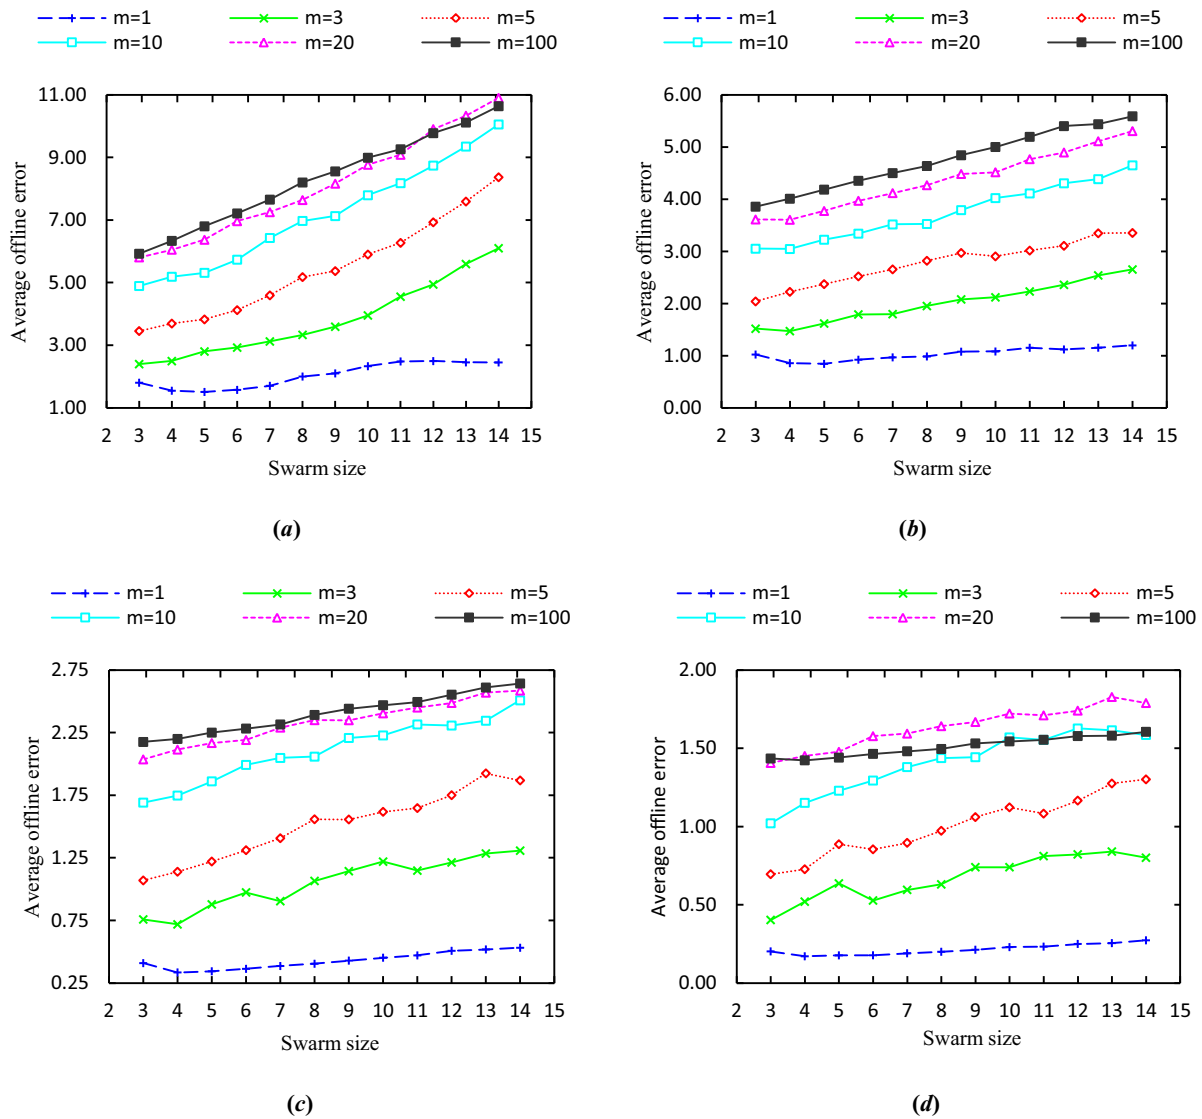 m=1 m=3 m=5
m=10 m=20 m=100
11.00
9.00
7.00
5.00
3.00
1.00
Average offline error
2 3 4 5 6 7 8 9 10 11 12 13 14 15
Swarm size
(a)
m=1 m=3 m=5
m=10 m=20 m=100
6.00
5.00
4.00
3.00
2.00
1.00
0.00
Average offline error
2 3 4 5 6 7 8 9 10 11 12 13 14 15
Swarm size
(b)
m=1 m=3 m=5
m=10 m=20 m=100
2.75
2.25
1.75
1.25
0.75
0.25
Average offline error
2 3 4 5 6 7 8 9 10 11 12 13 14 15
Swarm size
(c)
m=1 m=3 m=5
m=10 m=20 m=100
2.00
1.50
1.00
0.50
0.00
Average offline error
2 3 4 5 6 7 8 9 10 11 12 13 14 15
Swarm size
(d)